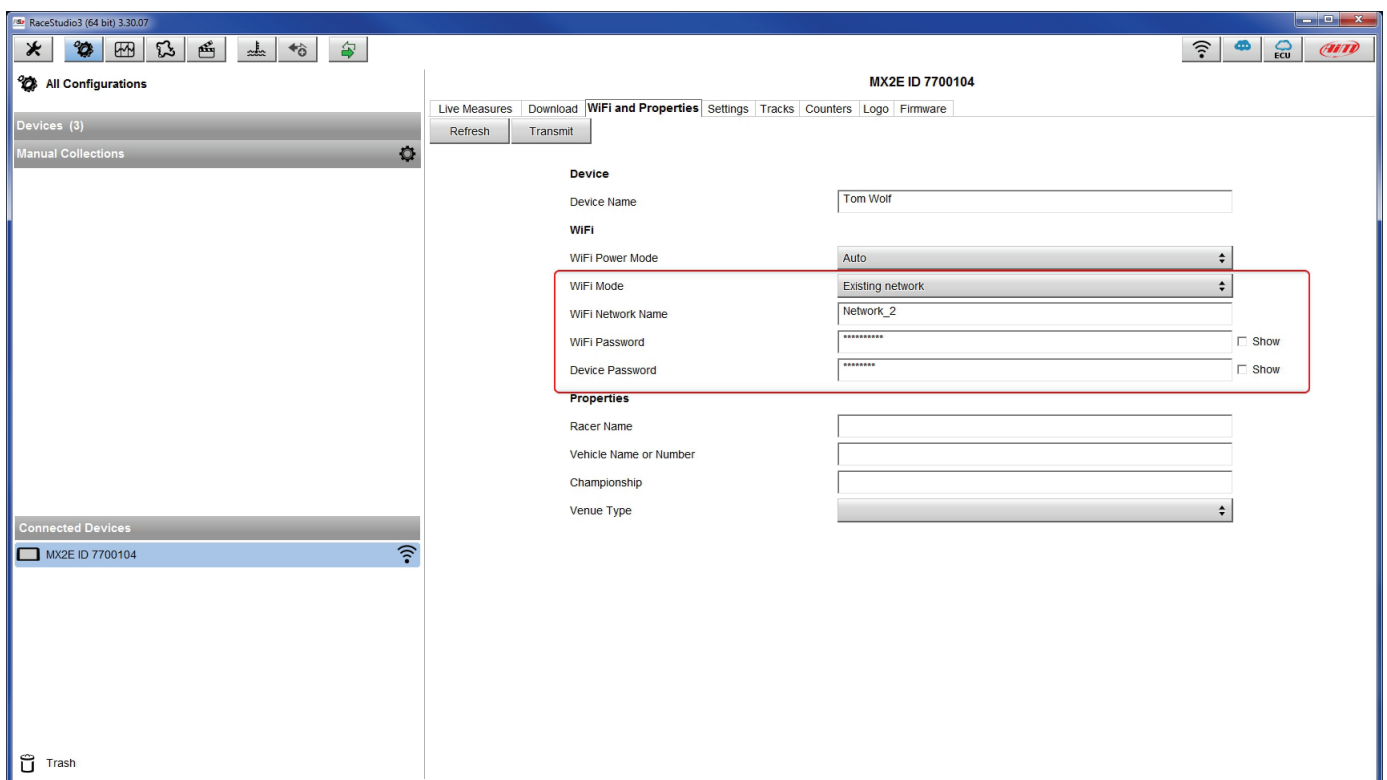 RaceStudio3 (64 bit) 3.30.07
ECU
AiM
All Configurations
MX2E ID 7700104
Live Measures Download WiFi and Properties Settings Tracks Counters Logo Firmware
Devices (3)
Refresh Transmit
Manual Collections
Device
Device Name Tom Wolf
WiFi
WiFi Power Mode Auto
WiFi Mode Existing network
WiFi Network Name Network_2
WiFi Password ********** Show
Device Password ******** Show
Properties
Racer Name
Vehicle Name or Number
Championship
Venue Type
Connected Devices
MX2E ID 7700104
Trash